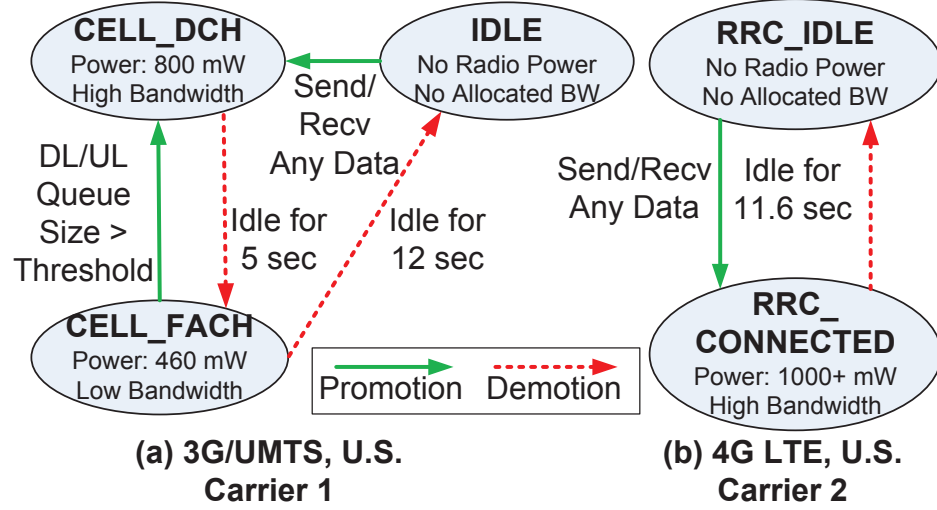 CELL_DCH
Power: 800 mW
High Bandwidth
IDLE
No Radio Power
No Allocated BW
Send/
Recv
Any Data
DL/UL
Queue
Size >
Threshold
Idle for
5 sec
Idle for
12 sec
CELL_FACH
Power: 460 mW
Low Bandwidth
Promotion
Demotion
(a) 3G/UMTS, U.S.
Carrier 1
RRC_IDLE
No Radio Power
No Allocated BW
Send/Recv
Any Data
Idle for
11.6 sec
RRC_
CONNECTED
Power: 1000+ mW
High Bandwidth
(b) 4G LTE, U.S.
Carrier 2